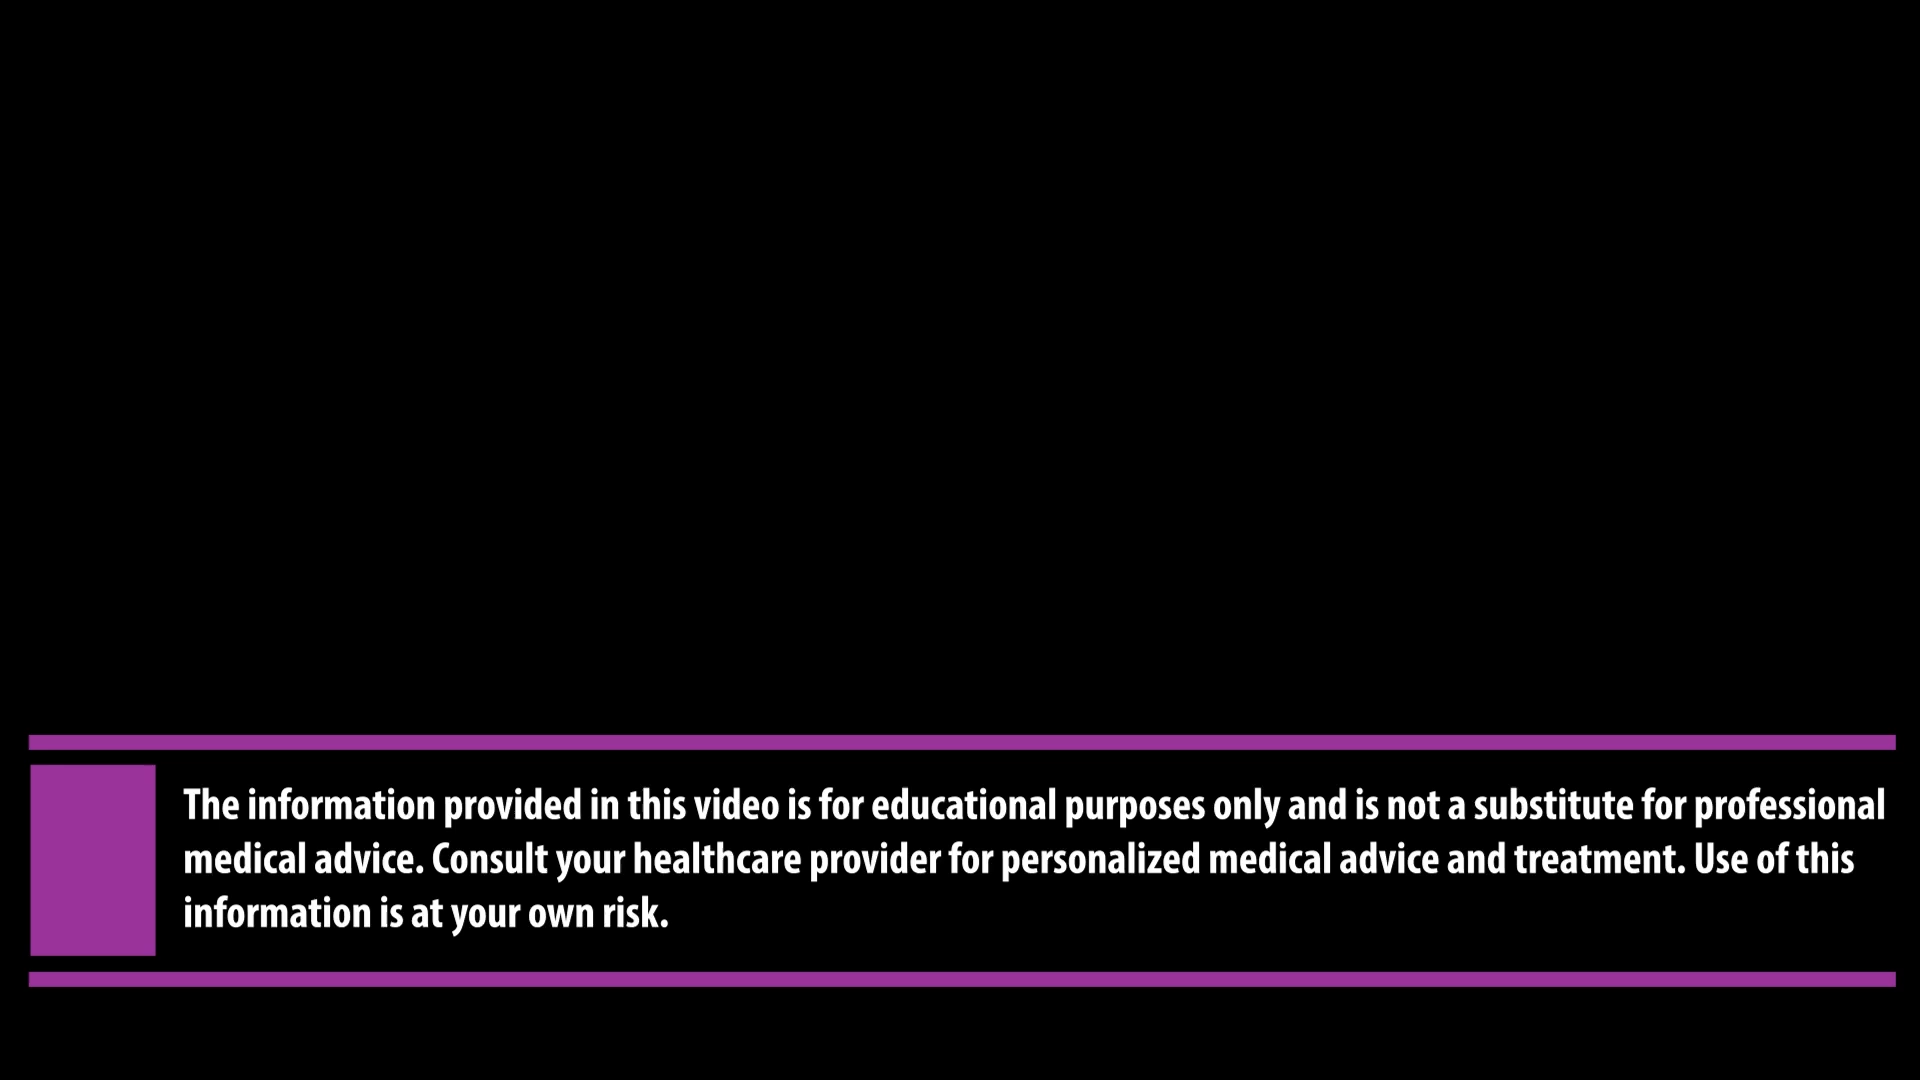 The information provided in this video is for educational purposes only and is not a substitute for professional
medical advice. Consult your healthcare provider for personalized medical advice and treatment. Use of this
information is at your own risk.